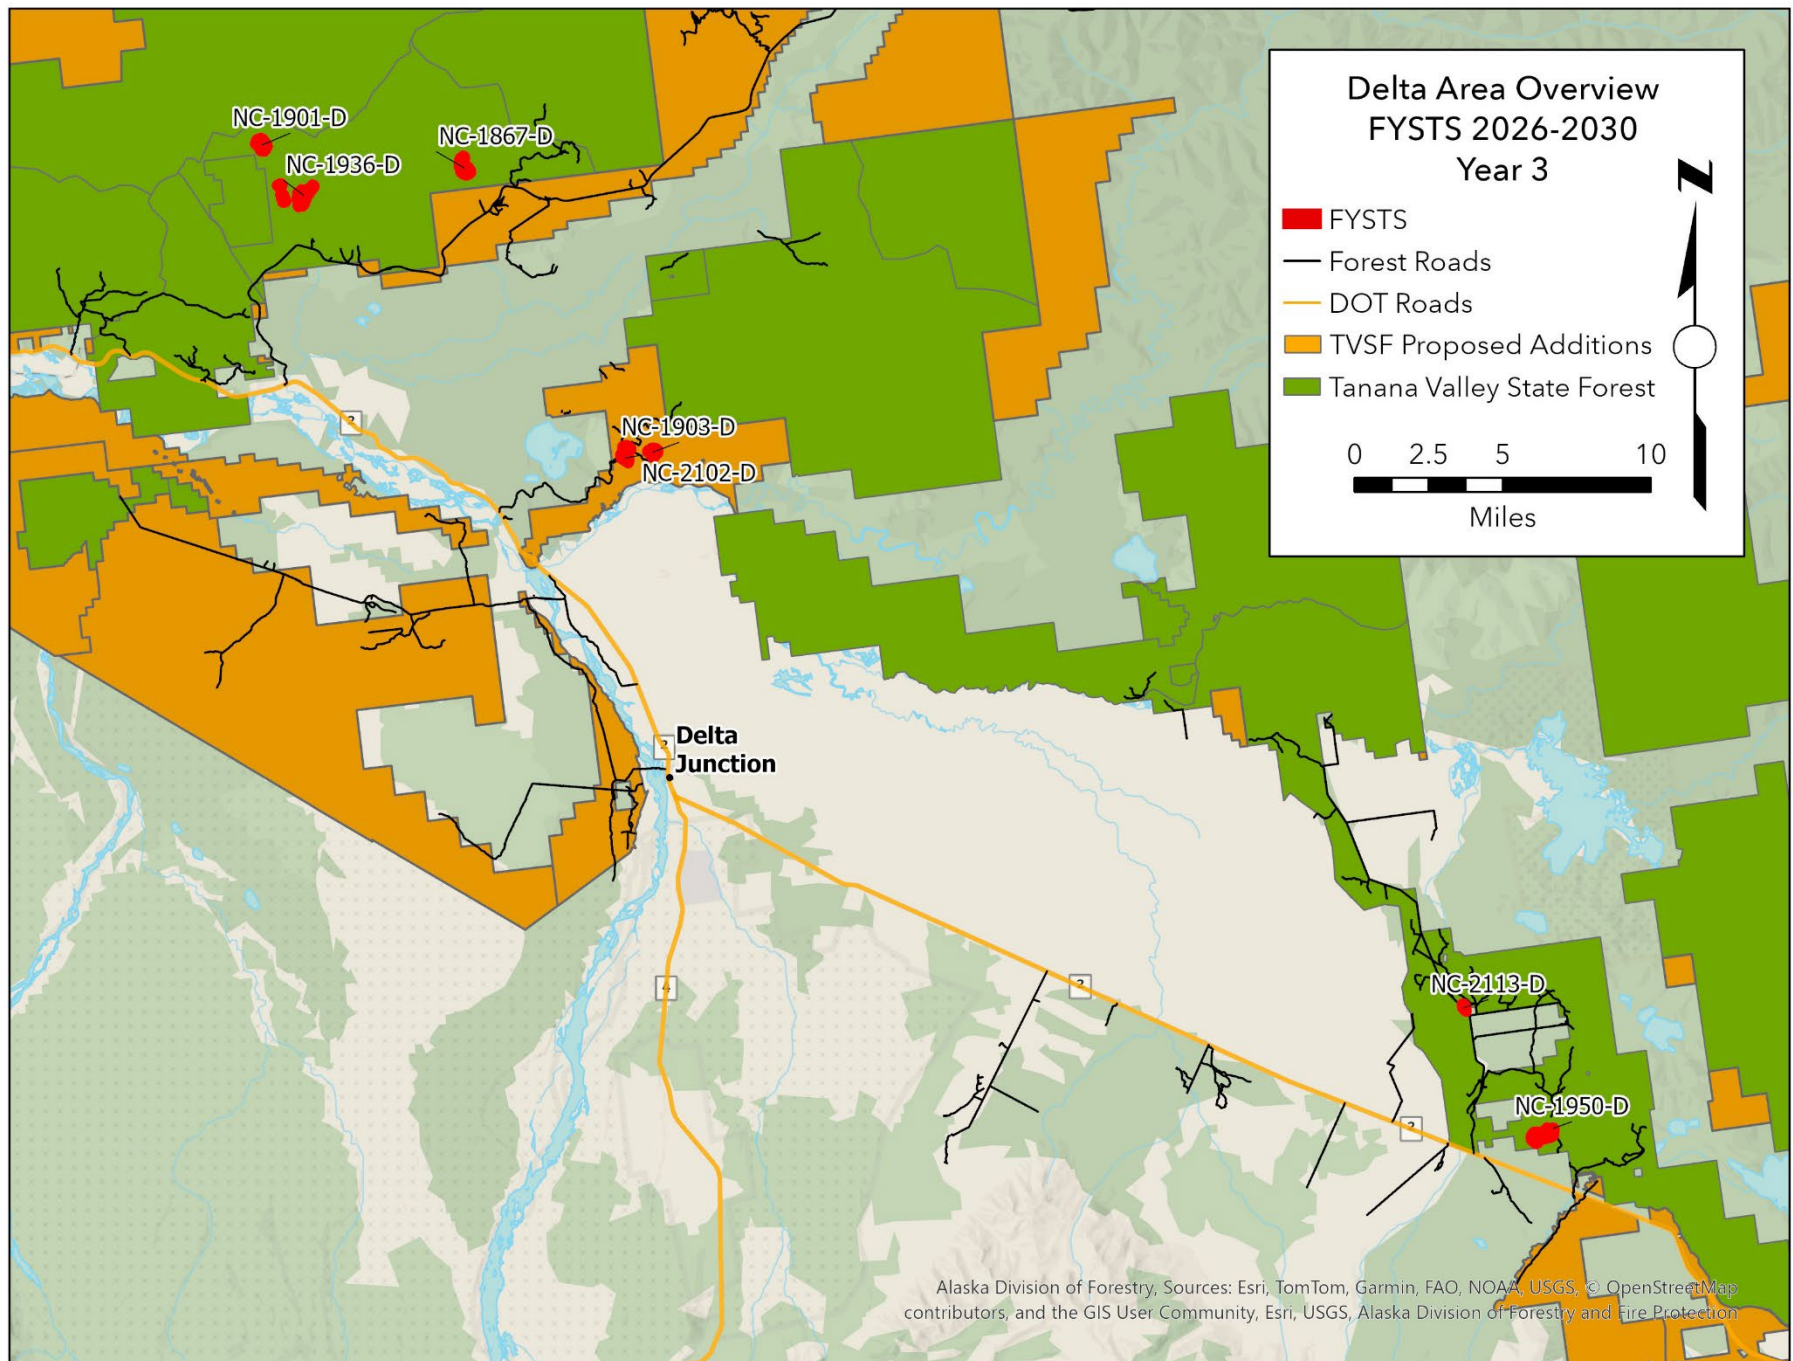 Delta Area Overview
FYSTS 2026-2030
Year 3
N
FYSTS
Forest Roads
DOT Roads
TVSF Proposed Additions
Tanana Valley State Forest
0 2.5 5 10
Miles
NC-1901-D
NC-1867-D
NC-1936-D
2
NC-1903-D
NC-2102-D
2
Delta
Junction
4
2
NC-2113-D
NC-1950-D
2
Alaska Division of Forestry, Sources: Esri, TomTom, Garmin, FAO, NOAA, USGS, © OpenStreetMap
contributors, and the GIS User Community, Esri, USGS, Alaska Division of Forestry and Fire Protection